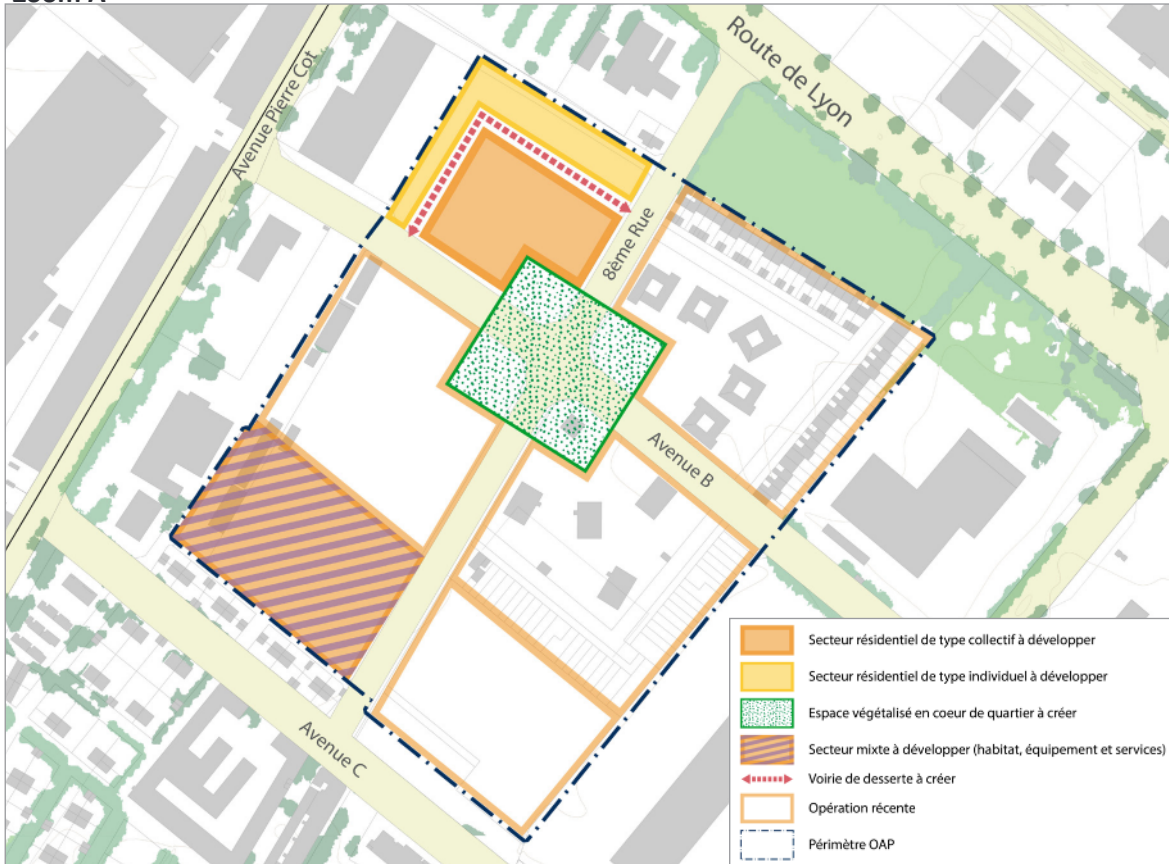 Zoom A
Route de Lyon
Avenue Pierre Cot
8ème Rue
Avenue B
Avenue C
Secteur résidentiel de type collectif à développer
Secteur résidentiel de type individuel à développer
Espace végétalisé en coeur de quartier à créer
Secteur mixte à développer (habitat, équipement et services)
Voirie de desserte à créer
Opération récente
Périmètre OAP